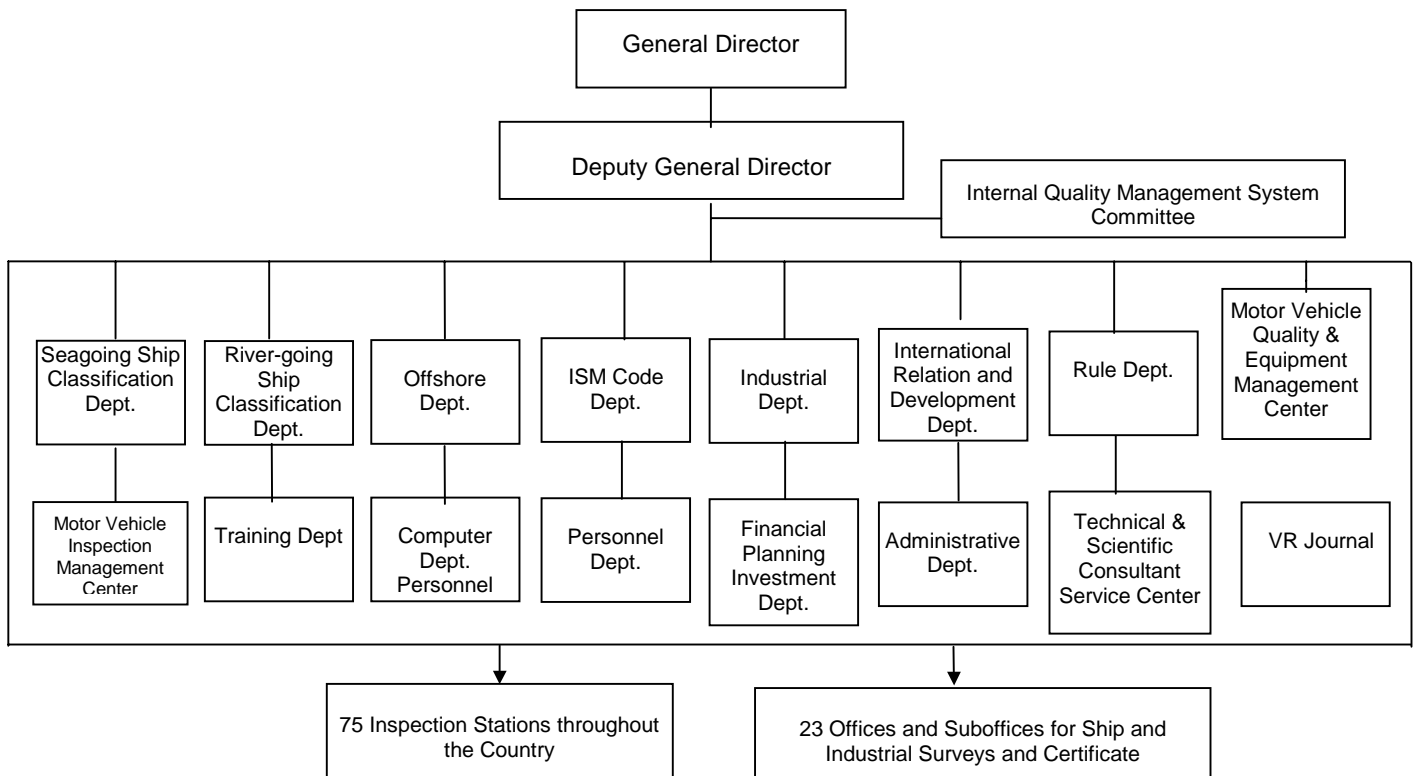 General Director
Deputy General Director
Internal Quality Management System
Committee
Seagoing Ship
Classification
Dept.
River-going
Ship
Classification
Dept.
Offshore
Dept.
ISM Code
Dept.
Industrial Dept.
International
Relation and
Development
Dept.
Rule Dept.
Motor Vehicle
Quality &
Equipment
Management
Center
Motor Vehicle
Inspection
Management
Center
Training Dept
Computer
Dept.
Personnel
Personnel
Dept.
Financial
Planning
Investment
Dept.
Administrative
Dept.
Technical &
Scientific
Consultant
Service Center
VR Journal
75 Inspection Stations throughout
the Country
23 Offices and Suboffices for Ship and
Industrial Surveys and Certificate